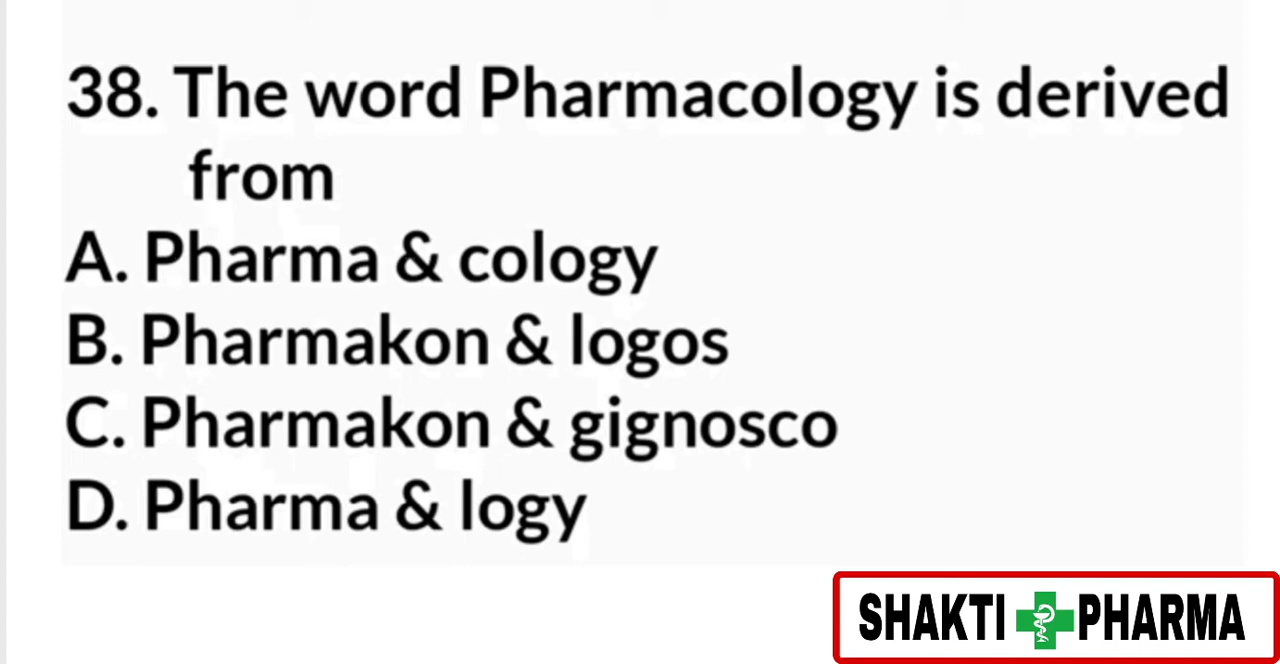 38. The word Pharmacology is derived
from
A. Pharma & cology
B. Pharmakon & logos
C. Pharmakon & gignosco
D. Pharma & logy
SHAKTI PHARMA